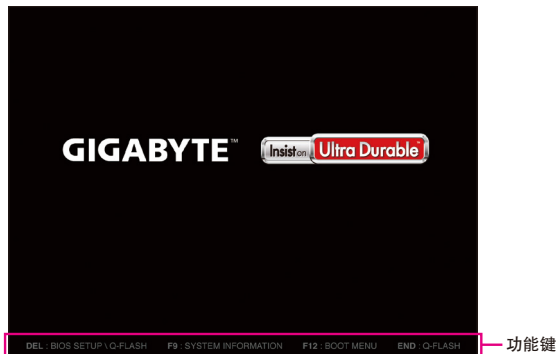 GIGABYTE™ Insist on Ultra Durable™
DEL : BIOS SETUP \ Q-FLASH F9 : SYSTEM INFORMATION F12 : BOOT MENU END : Q-FLASH
功能键